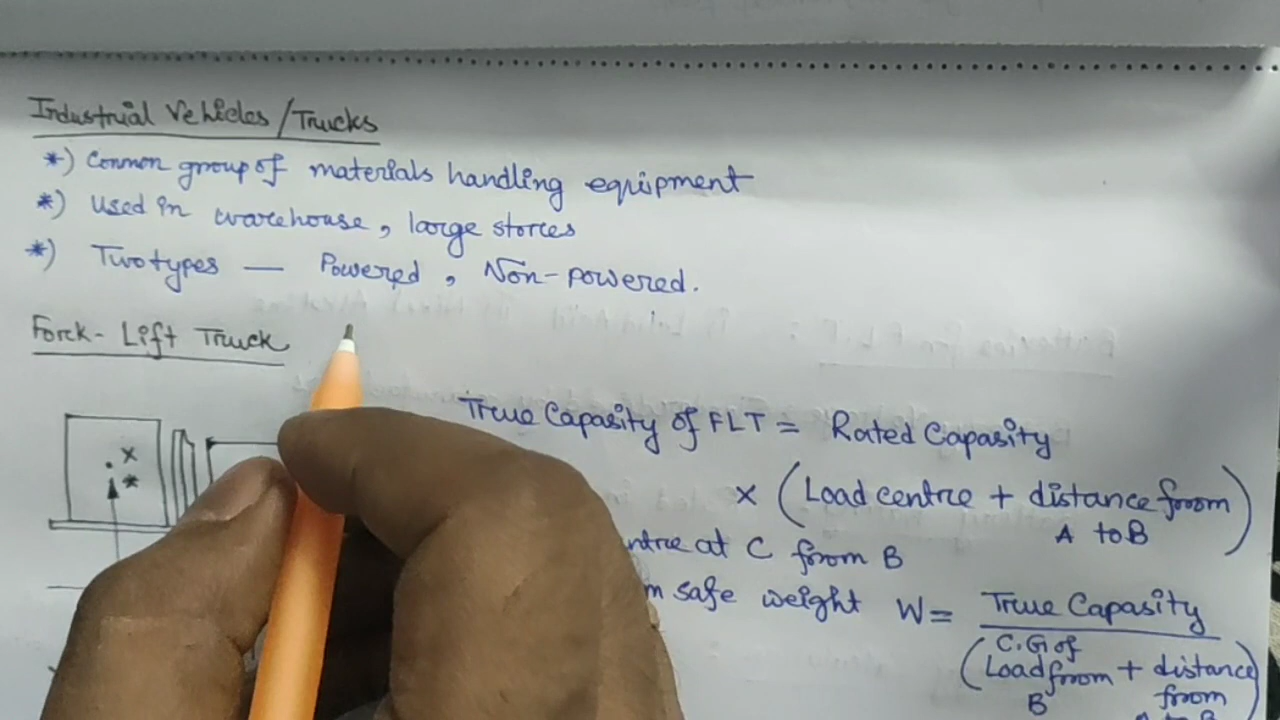 Industrial Vehicles/Trucks
*) Common group of materials handling equipment
*) Used in warehouse, large stores
*) Two types — Powered, Non-powered.
Fork-Lift Truck
True Capasity of FLT = Rated Capasity
× (Load centre + distance from
A to B)
at C from B
safe weight W = True Capasity
C.G of
(Load from + distance
B from
A to B